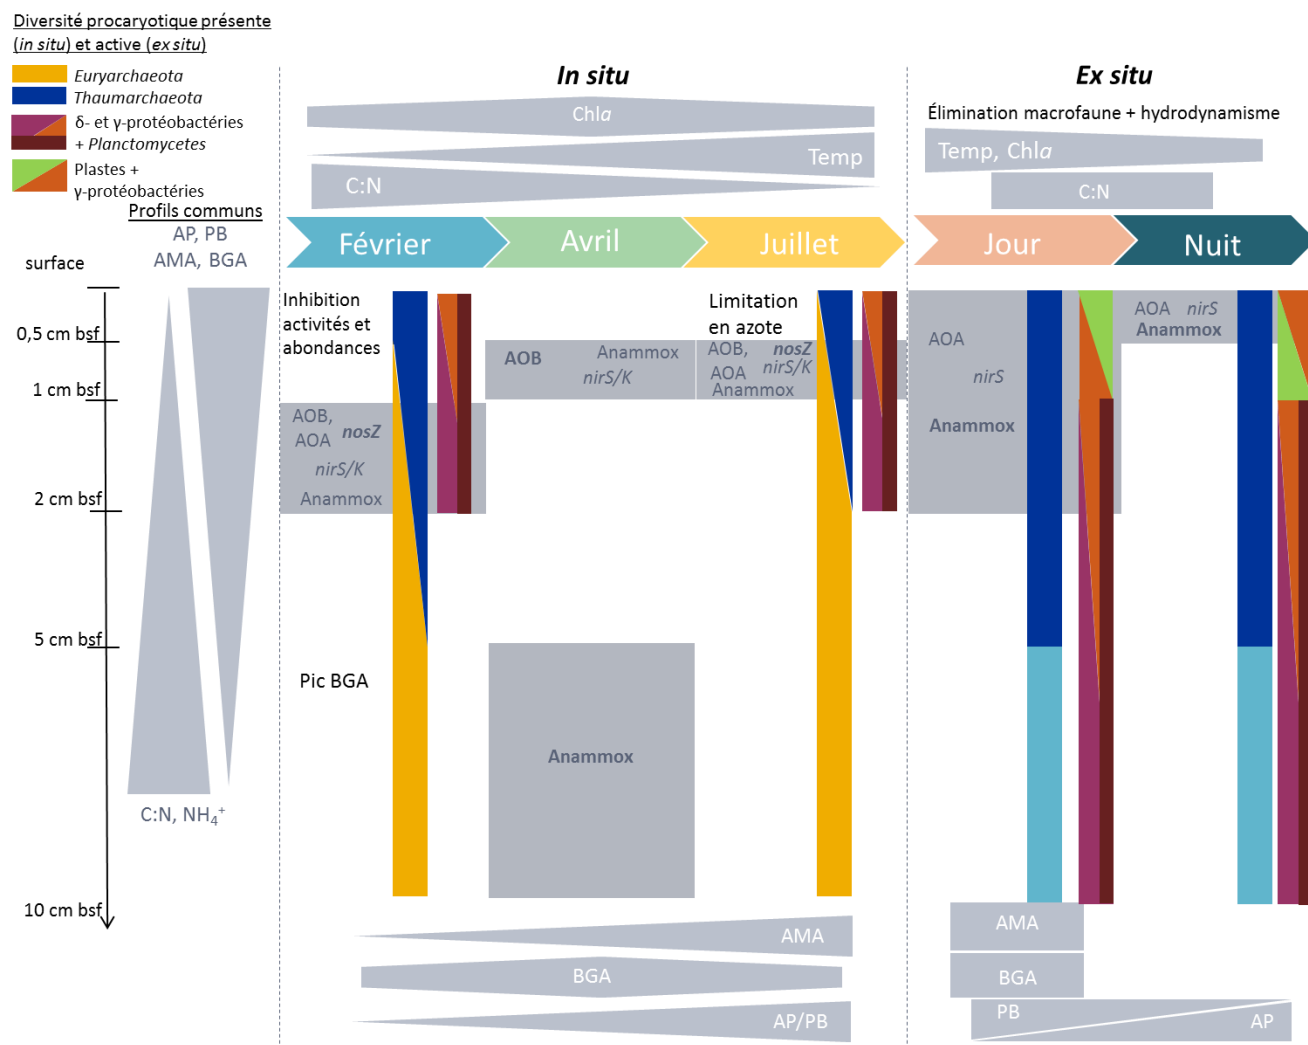 Diversité procaryotique présente
(in situ) et active (ex situ)
Euryarchaeota
Thaumarchaeota
δ- et γ-protéobactéries
+ Planctomycetes
Plastes +
γ-protéobactéries
Profils communs
AP, PB
AMA, BGA
surface
0,5 cm bsf
1 cm bsf
2 cm bsf
5 cm bsf
10 cm bsf
C:N, NH₄⁺
In situ
Chla
Temp
C:N
Février
Avril
Juillet
Inhibition
activités et
abondances
AOB,
AOA nosZ
nirS/K
Anammox
Pic BGA
AOB Anammox
nirS/K
Anammox
Limitation
en azote
AOB, nosZ
AOA nirS/K
Anammox
AMA
BGA
AP/PB
Ex situ
Élimination macrofaune + hydrodynamisme
Temp, Chla
C:N
Jour
Nuit
AOA
nirS
Anammox
AOA nirS
Anammox
AMA
BGA
PB
AP